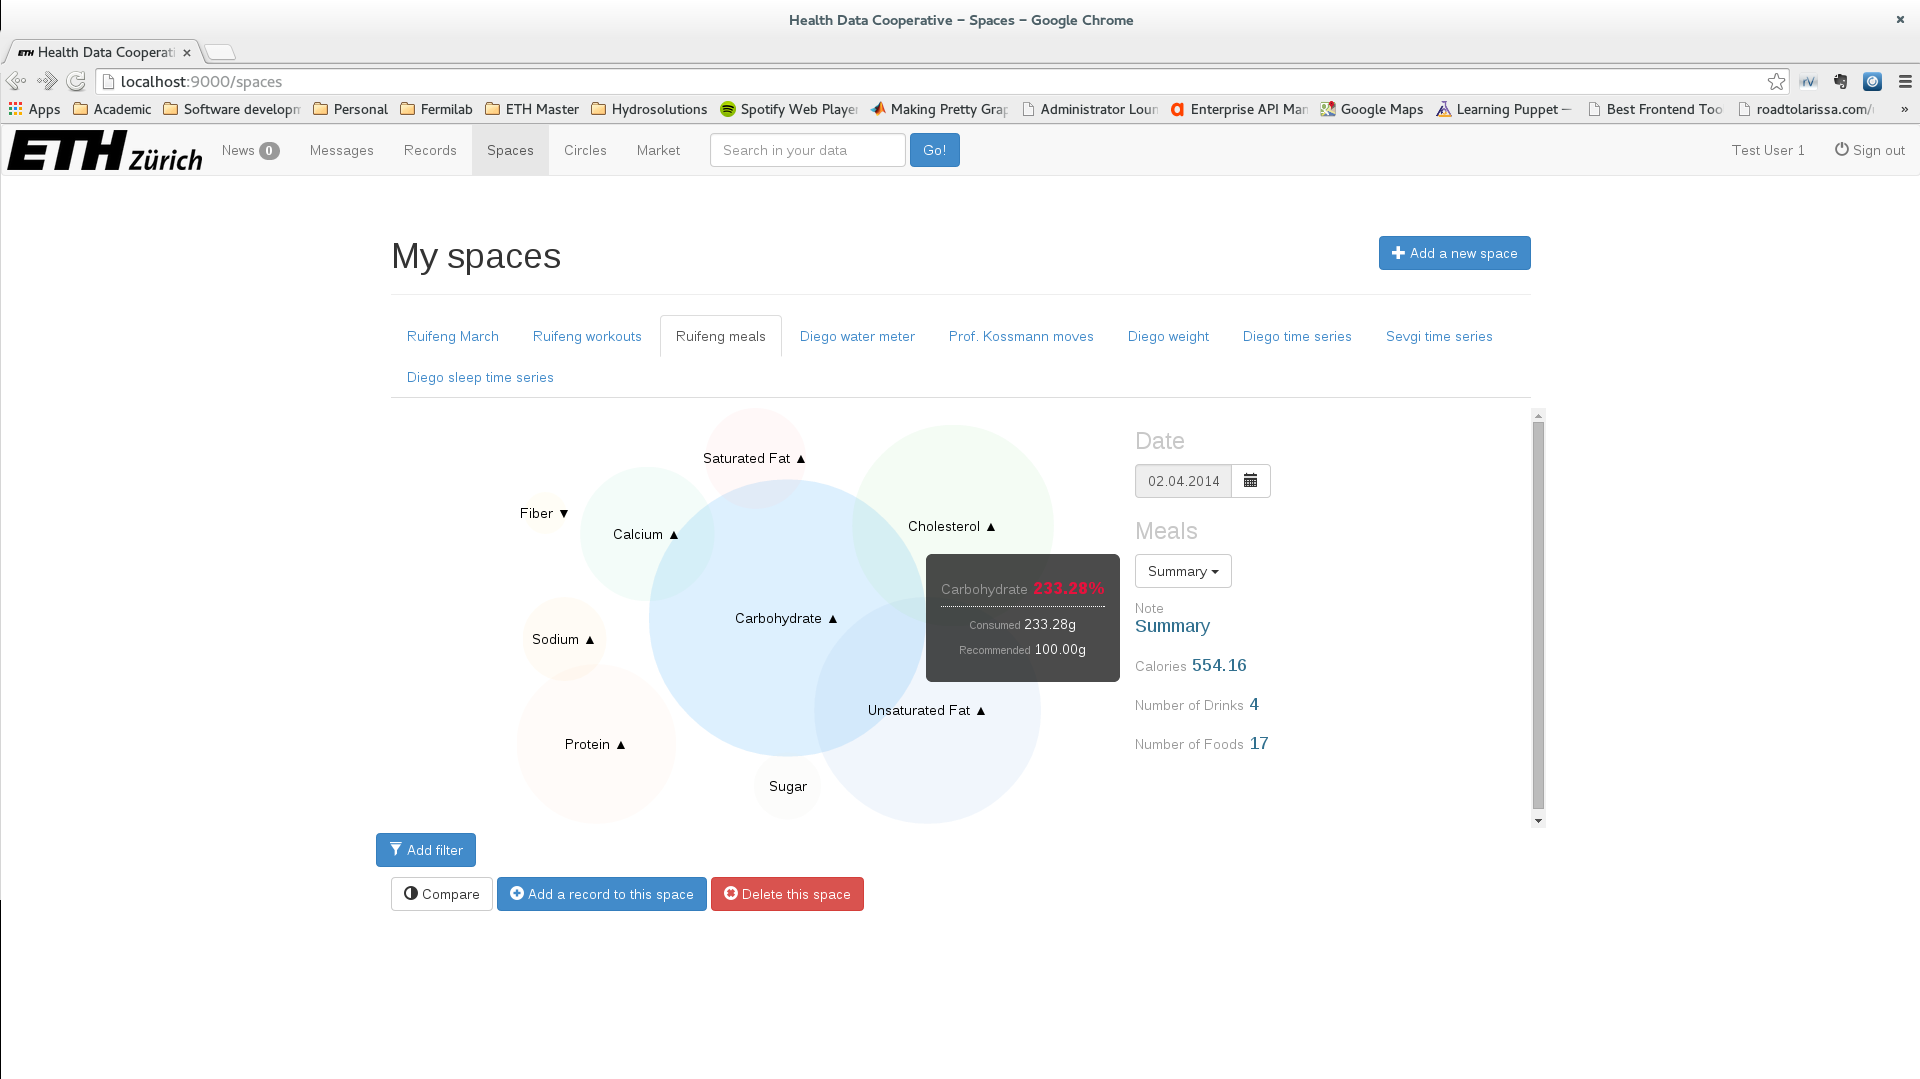 Health Data Cooperative – Spaces – Google Chrome
ETH Health Data Cooperati
localhost:9000/spaces
Apps Academic Software developm Personal Fermilab ETH Master Hydrosolutions Spotify Web Player Making Pretty Grap Administrator Loun Enterprise API Man Google Maps Learning Puppet — Best Frontend Too roadtolarissa.com/ »
ETH Zürich News 0 Messages Records Spaces Circles Market Search in your data Go! Test User 1 Sign out
My spaces
Add a new space
Ruifeng March Ruifeng workouts Ruifeng meals Diego water meter Prof. Kossmann moves Diego weight Diego time series Sevgi time series
Diego sleep time series
Saturated Fat ▲
Fiber ▼
Calcium ▲
Cholesterol ▲
Carbohydrate ▲
Sodium ▲
Unsaturated Fat ▲
Protein ▲
Sugar
Carbohydrate 233.28%
Consumed 233.28g
Recommended 100.00g
Date
02.04.2014
Meals
Summary
Note
Summary
Calories 554.16
Number of Drinks 4
Number of Foods 17
Add filter
Compare Add a record to this space Delete this space